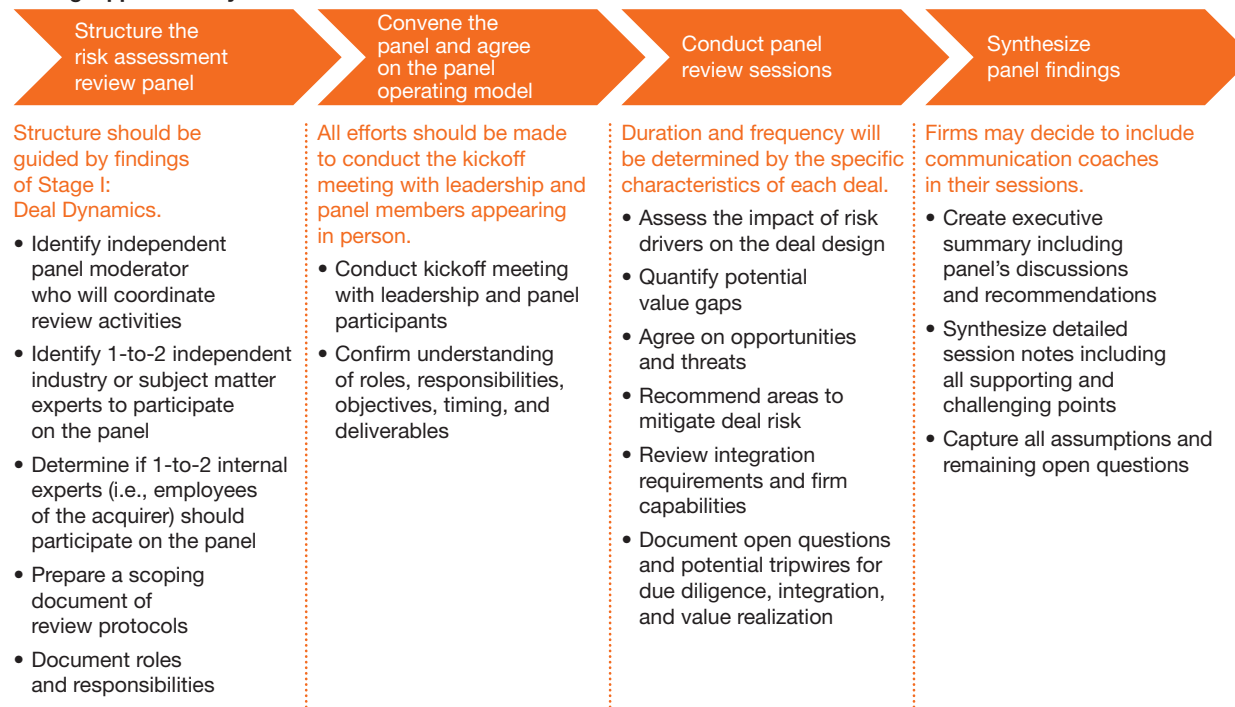 Structure the
risk assessment
review panel
Convene the
panel and agree
on the panel
operating model
Conduct panel
review sessions
Synthesize
panel findings
Structure should be
guided by findings
of Stage I:
Deal Dynamics.
• Identify independent
panel moderator
who will coordinate
review activities
• Identify 1-to-2 independent
industry or subject matter
experts to participate
on the panel
• Determine if 1-to-2 internal
experts (i.e., employees
of the acquirer) should
participate on the panel
• Prepare a scoping
document of
review protocols
• Document roles
and responsibilities
All efforts should be made
to conduct the kickoff
meeting with leadership and
panel members appearing
in person.
• Conduct kickoff meeting
with leadership and panel
participants
• Confirm understanding
of roles, responsibilities,
objectives, timing, and
deliverables
Duration and frequency will
be determined by the specific
characteristics of each deal.
• Assess the impact of risk
drivers on the deal design
• Quantify potential
value gaps
• Agree on opportunities
and threats
• Recommend areas to
mitigate deal risk
• Review integration
requirements and firm
capabilities
• Document open questions
and potential tripwires for
due diligence, integration,
and value realization
Firms may decide to include
communication coaches
in their sessions.
• Create executive
summary including
panel’s discussions
and recommendations
• Synthesize detailed
session notes including
all supporting and
challenging points
• Capture all assumptions and
remaining open questions